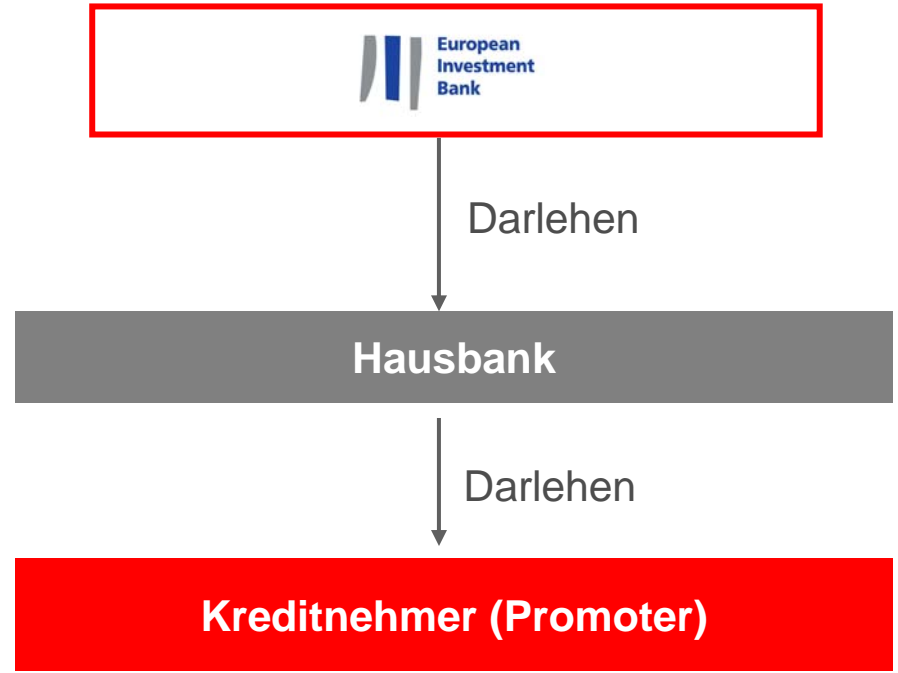 European
Investment
Bank
Darlehen
Hausbank
Darlehen
Kreditnehmer (Promoter)